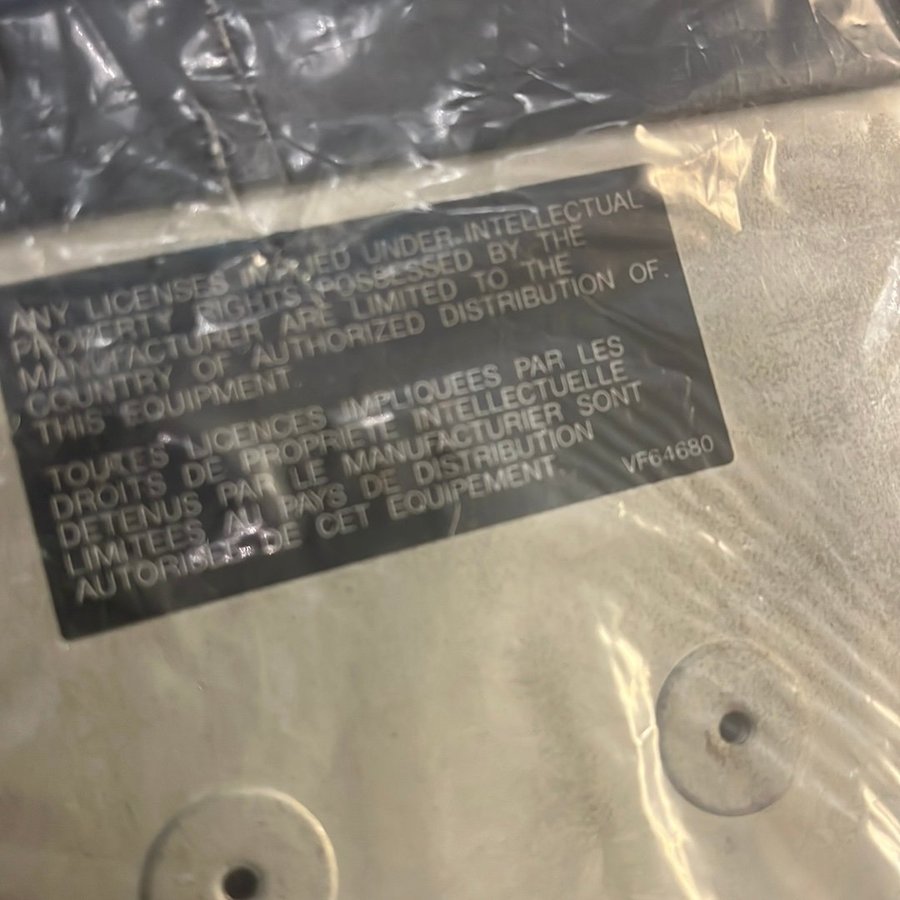 ANY LICENSES IMPLIED UNDER INTELLECTUAL
PROPERTY RIGHTS POSSESSED BY THE
MANUFACTURER ARE LIMITED TO THE
COUNTRY OF AUTHORIZED DISTRIBUTION OF
THIS EQUIPMENT
TOUTES LICENCES IMPLIQUEES PAR LES
DROITS DE PROPRIETE INTELLECTUELLE
DETENUS PAR LE MANUFACTURIER SONT
LIMITEES AU PAYS DE DISTRIBUTION
AUTORISEE DE CET EQUIPEMENT.
VF64680